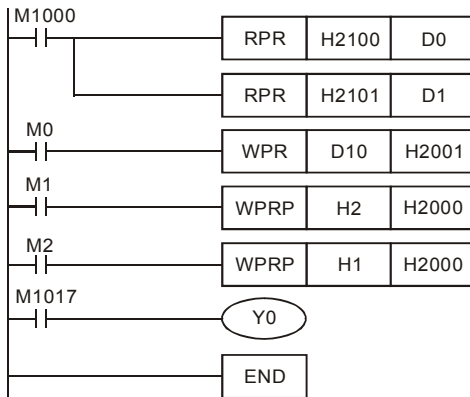 M1000
RPR H2100 D0
RPR H2101 D1
M0
WPR D10 H2001
M1
WPRP H2 H2000
M2
WPRP H1 H2000
M1017
Y0
END